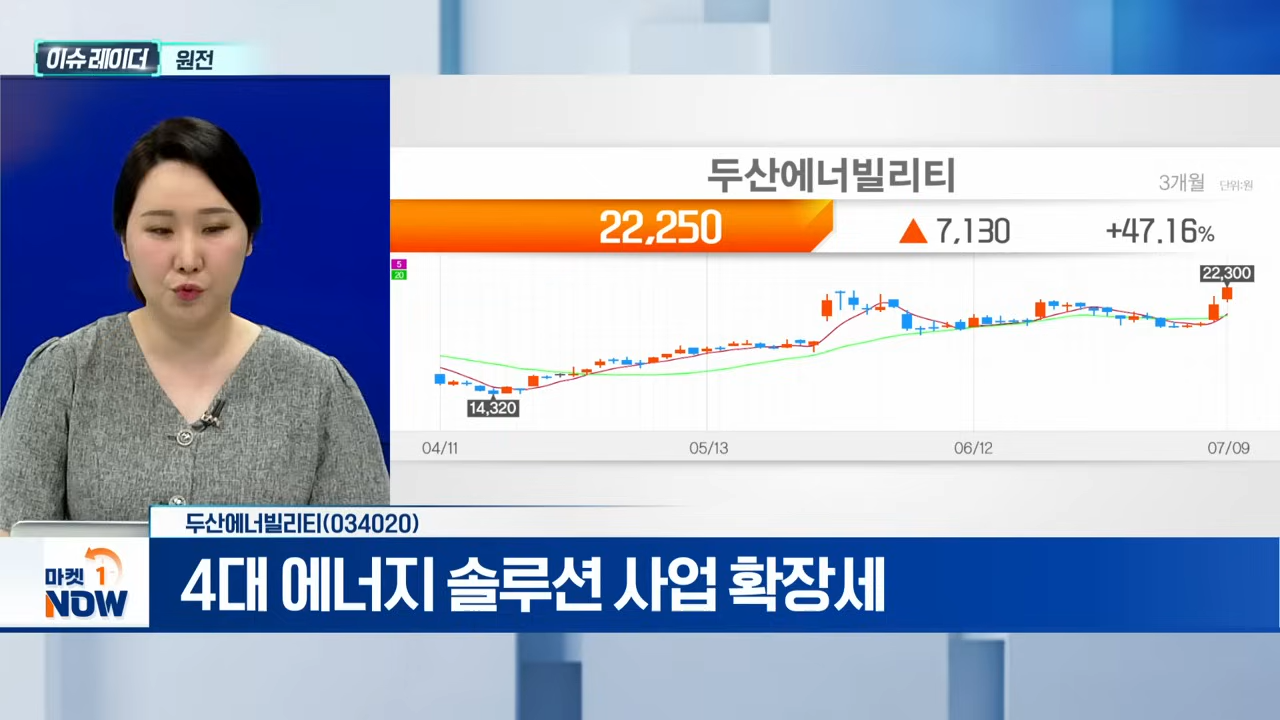 이슈레이더 원전
두산에너빌리티
3개월 단위:원
22,250 ▲ 7,130 +47.16%
5
20
22,300
14,320
04/11 05/13 06/12 07/09
두산에너빌리티(034020)
마켓 1
NOW
4대 에너지 솔루션 사업 확장세